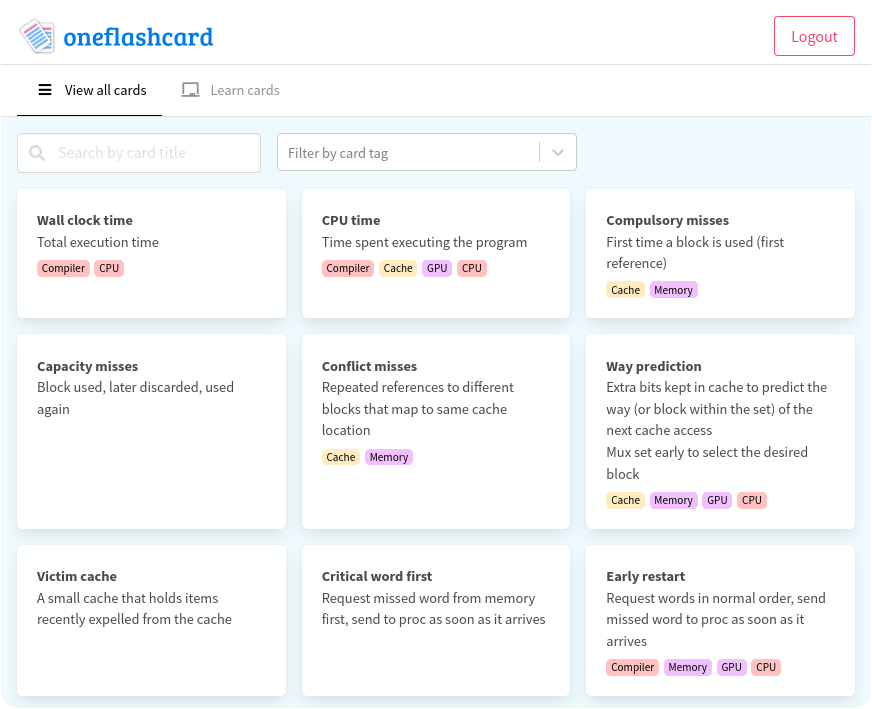 oneflashcard
Logout
View all cards
Learn cards
Search by card title
Filter by card tag
Wall clock time
Total execution time
Compiler CPU
CPU time
Time spent executing the program
Compiler Cache GPU CPU
Compulsory misses
First time a block is used (first
reference)
Cache Memory
Capacity misses
Block used, later discarded, used
again
Conflict misses
Repeated references to different
blocks that map to same cache
location
Cache Memory
Way prediction
Extra bits kept in cache to predict the
way (or block within the set) of the
next cache access
Mux set early to select the desired
block
Cache Memory GPU CPU
Victim cache
A small cache that holds items
recently expelled from the cache
Critical word first
Request missed word from memory
first, send to proc as soon as it arrives
Early restart
Request words in normal order, send
missed word to proc as soon as it
arrives
Compiler Memory GPU CPU